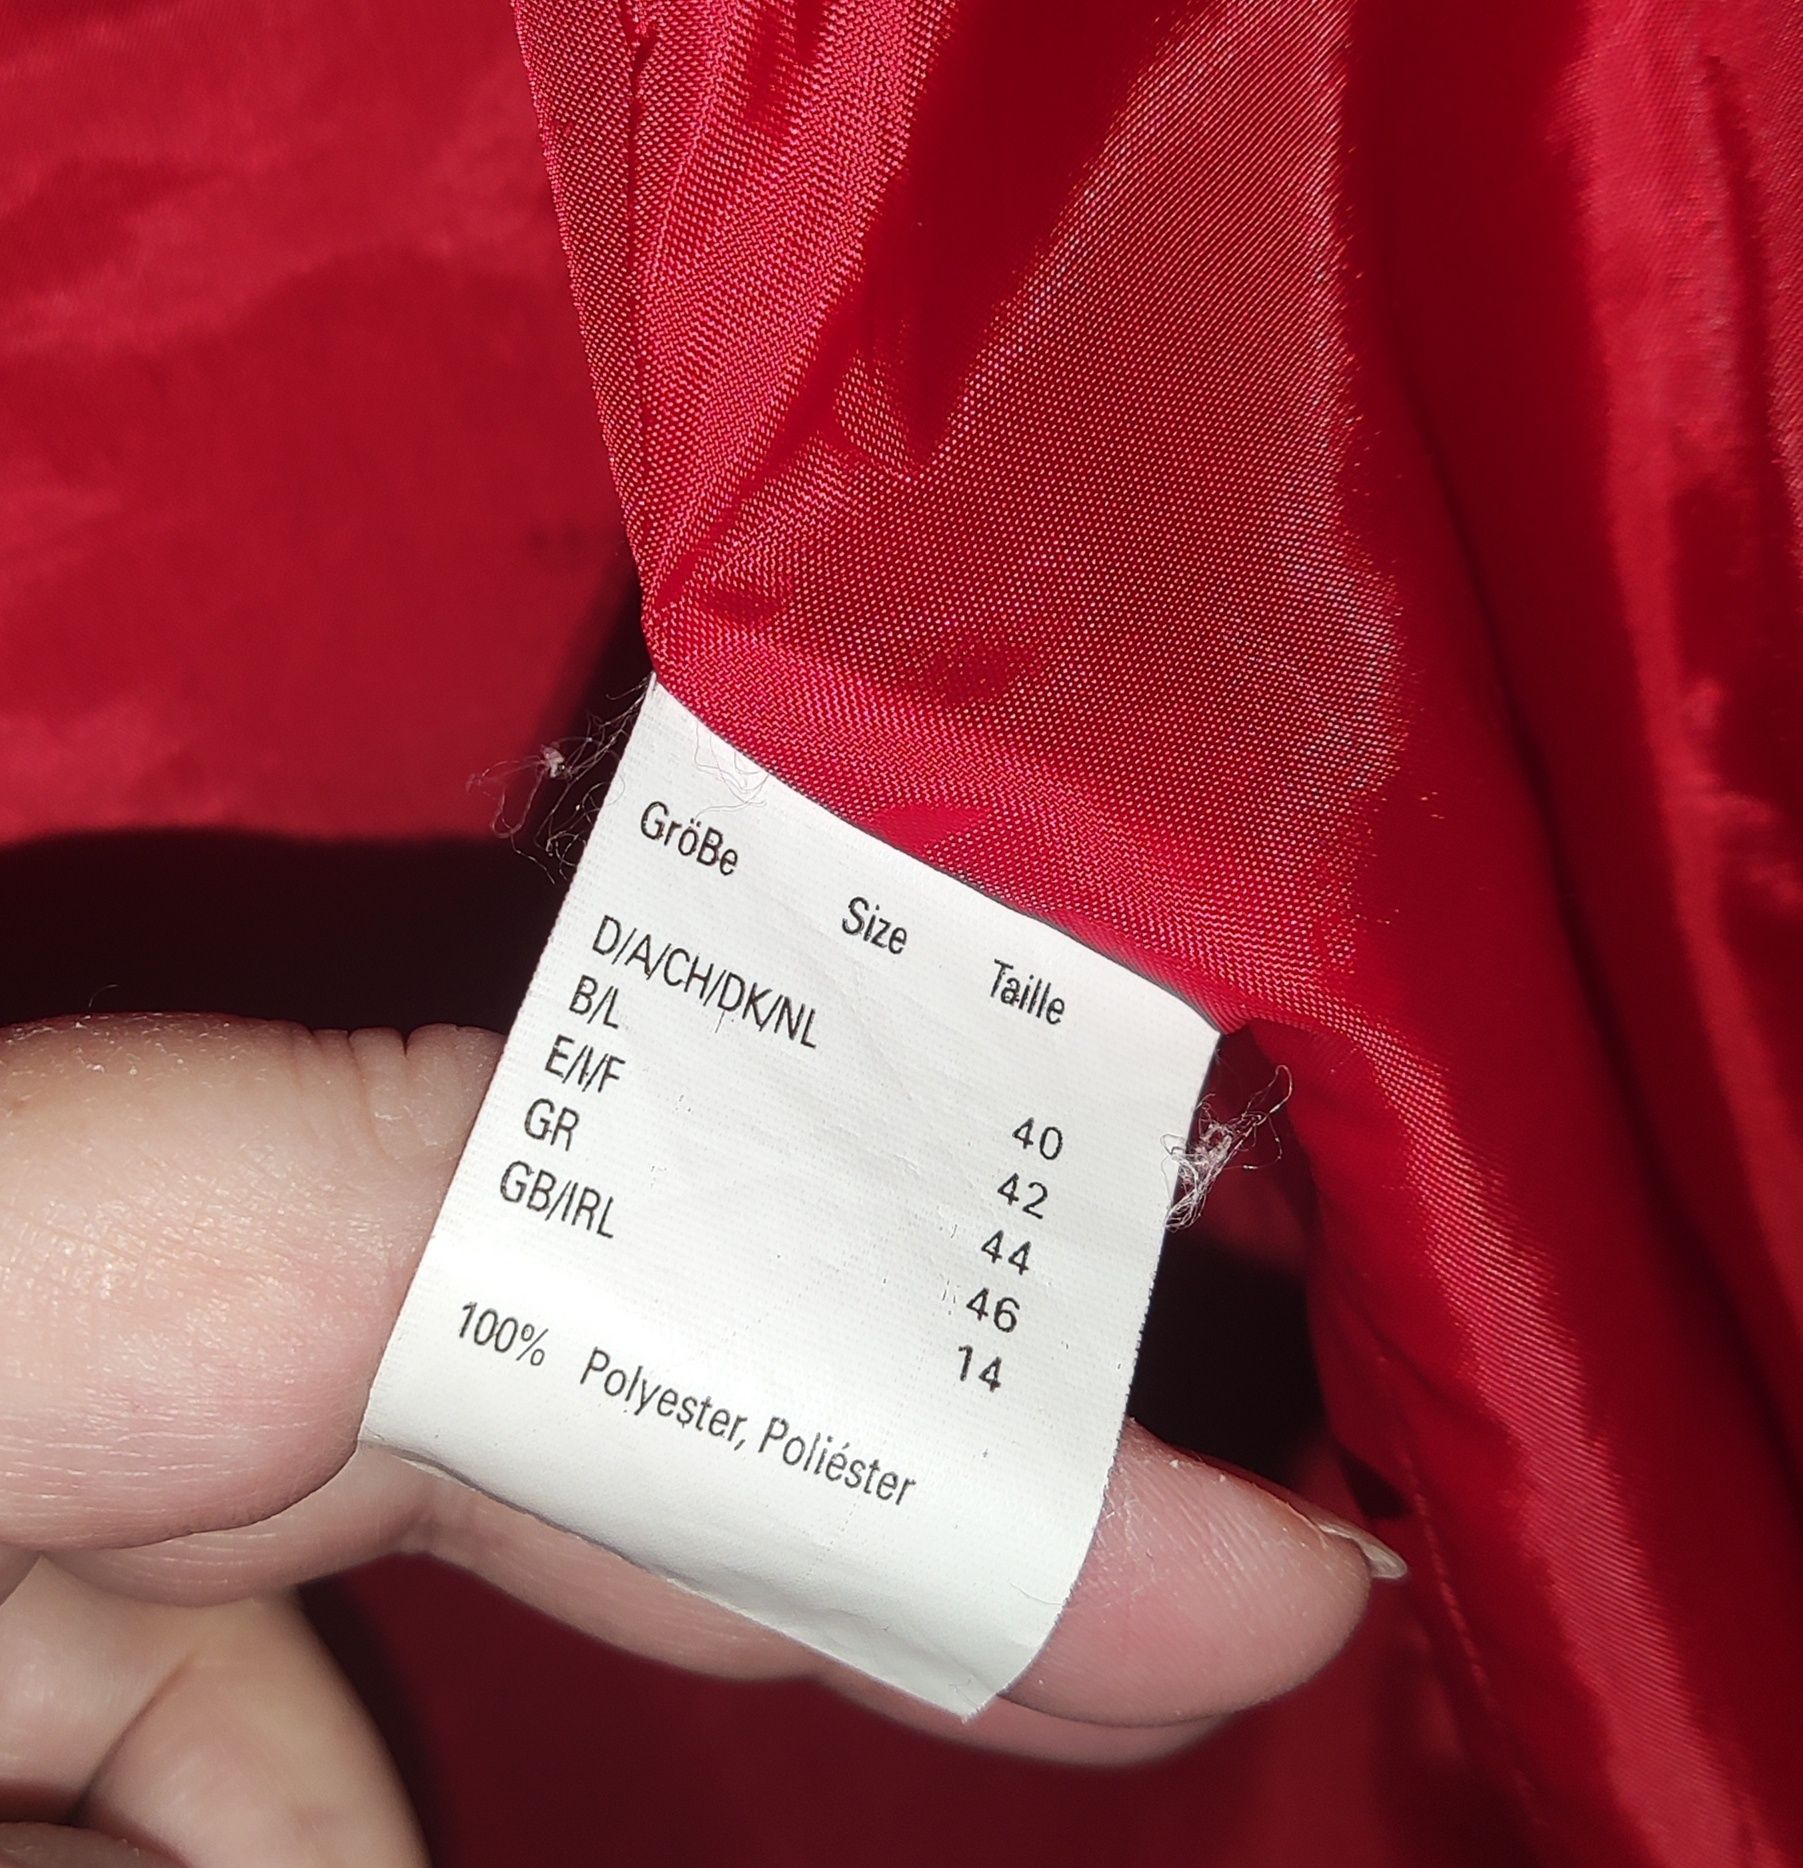 GröBe Size Taille
D/A/CH/DK/NL 40
B/L 42
E/I/F 44
GR 46
GB/IRL 14
100% Polyester, Poliéster